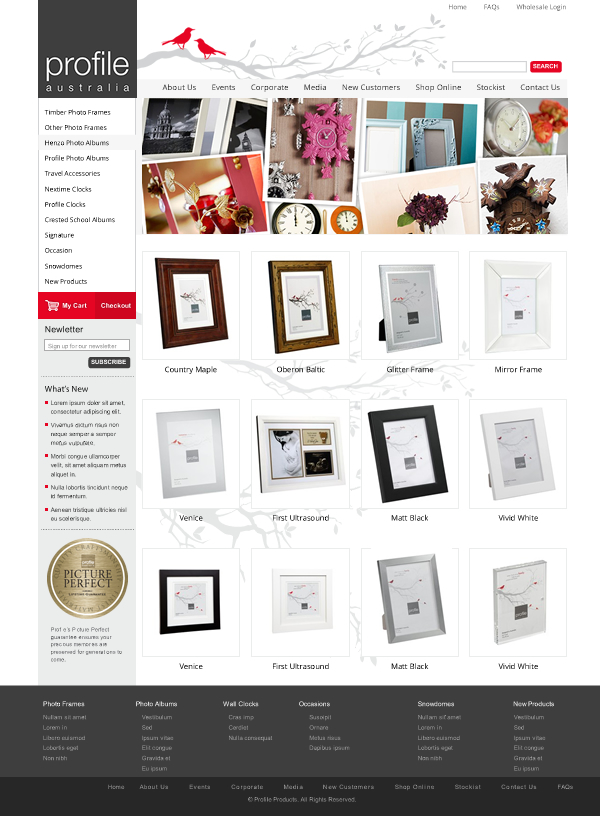 Home FAQs Wholesale Login
profile
australia
SEARCH
About Us Events Corporate Media New Customers Shop Online Stockist Contact Us
Timber Photo Frames
Other Photo Frames
Henzo Photo Albums
Profile Photo Albums
Travel Accessories
Nextime Clocks
Profile Clocks
Crested School Albums
Signature
Occasion
Snowdomes
New Products
My Cart Checkout
Newletter
Sign up for our newsletter
SUBSCRIBE
What's New
Lorem ipsum dolor sit amet,
consectetur adipiscing elit.
Vivamus dictum risus non
neque semper a semper
metus vulputate.
Morbi congue ullamcorper
velit, sit amet aliquam metus
aliquet in.
Nulla lobortis tincidunt neque
id fermentum.
Aenean tristique ultricies nisl
eu scelerisque.
PICTURE
PERFECT
Profile's Picture Perfect
guarantee ensures your
precious memories are
preserved for generations to
come.
Country Maple Oberon Baltic Glitter Frame Mirror Frame
Venice First Ultrasound Matt Black Vivid White
Venice First Ultrasound Matt Black Vivid White
Photo Frames
Nullam sit amet
Lorem in
Libero euismod
Lobortis eget
Non nibh
Photo Albums
Vestibulum
Sed
Ipsum vitae
Elit congue
Gravida et
Eu ipsum
Wall Clocks
Cras imp
Cerdist
Nulla consequat
Occasions
Suscipit
Ornare
Metus risus
Dapibus ipsum
Snowdomes
Nullam sit amet
Lorem in
Libero euismod
Lobortis eget
Non nibh
New Products
Vestibulum
Sed
Ipsum vitae
Elit congue
Gravida et
Eu ipsum
Home About Us Events Corporate Media New Customers Shop Online Stockist Contact Us FAQs
© Profile Products. All Rights Reserved.